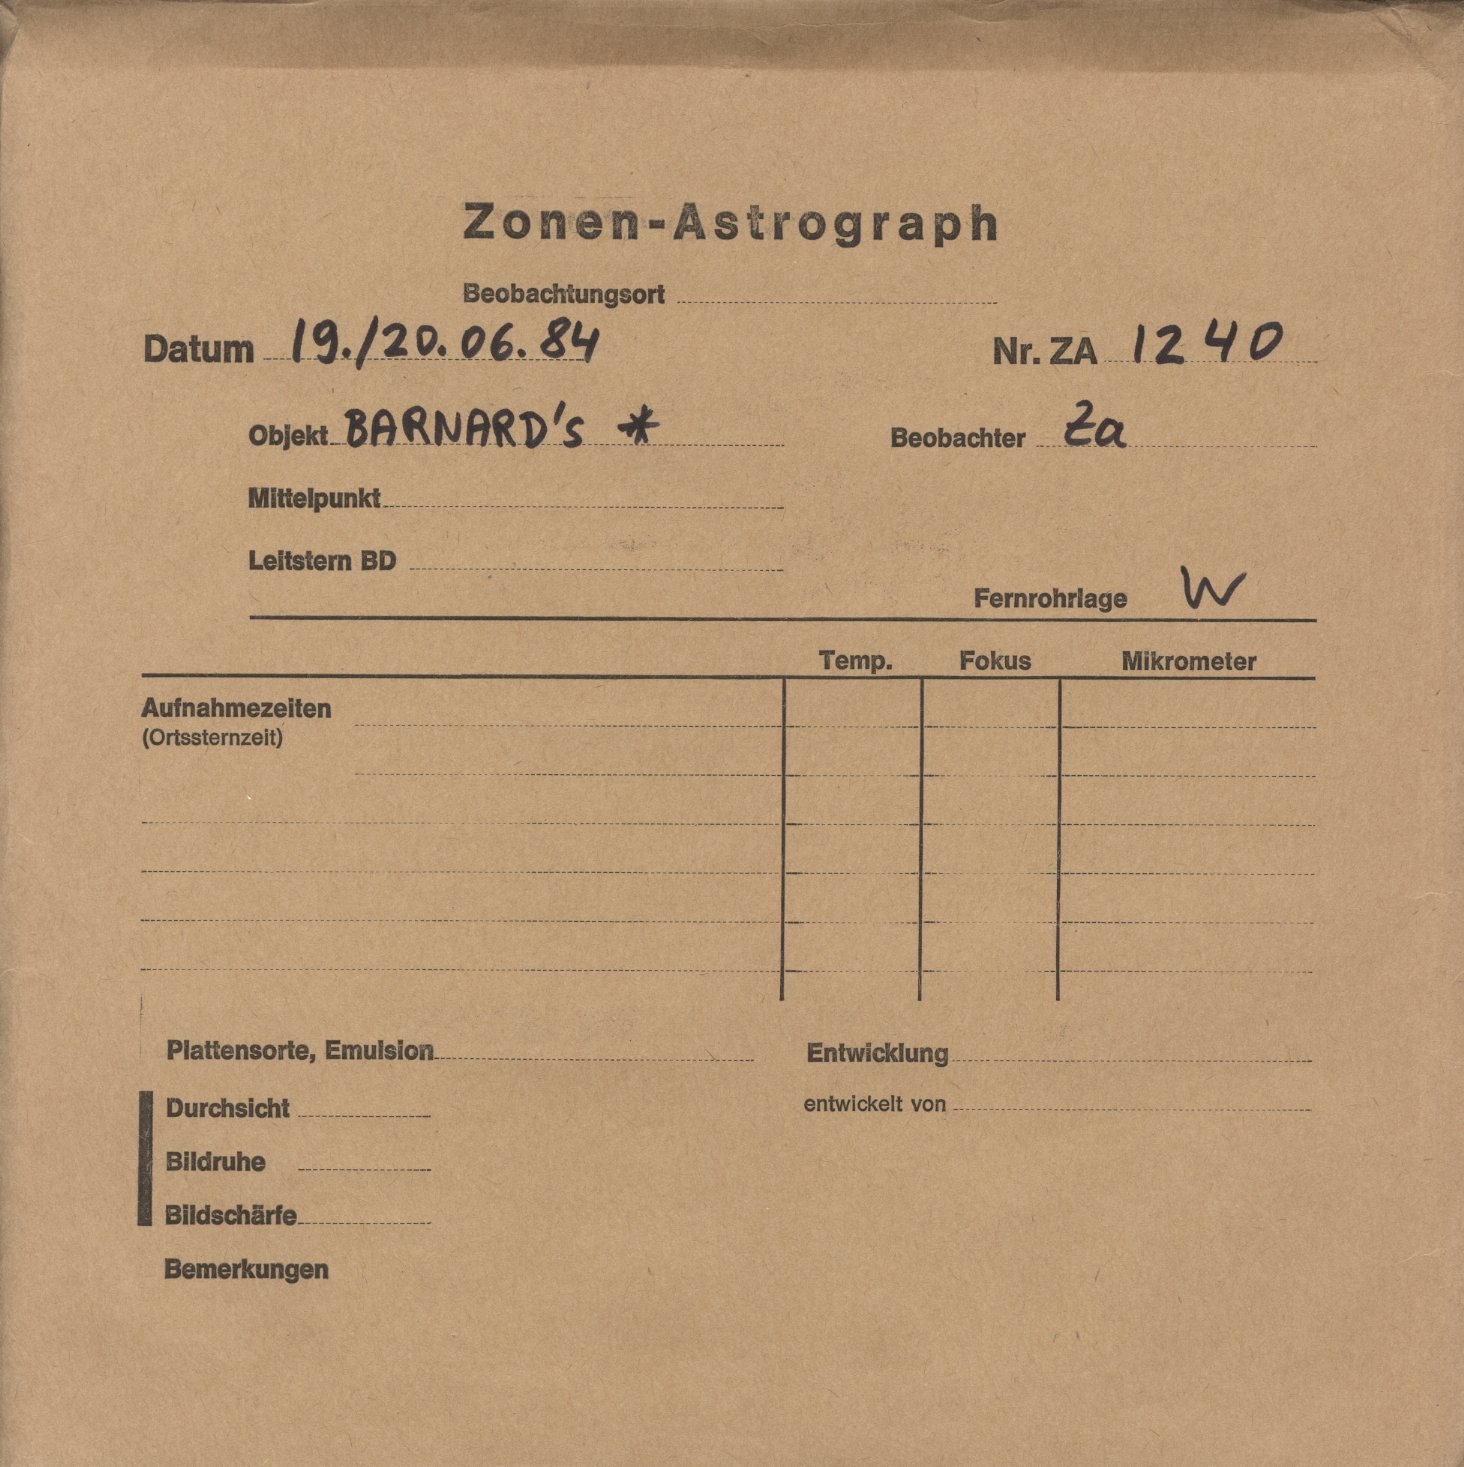 Zonen-Astrograph
Beobachtungsort
Datum 19./20.06.84 Nr. ZA 1240
Objekt BARNARD's * Beobachter Za
Mittelpunkt
Leitstern BD
Fernrohrlage W
Temp. Fokus Mikrometer
Aufnahmezeiten
(Ortssternzeit)
Plattensorte, Emulsion Entwicklung
Durchsicht entwickelt von
Bildruhe
Bildschärfe
Bemerkungen